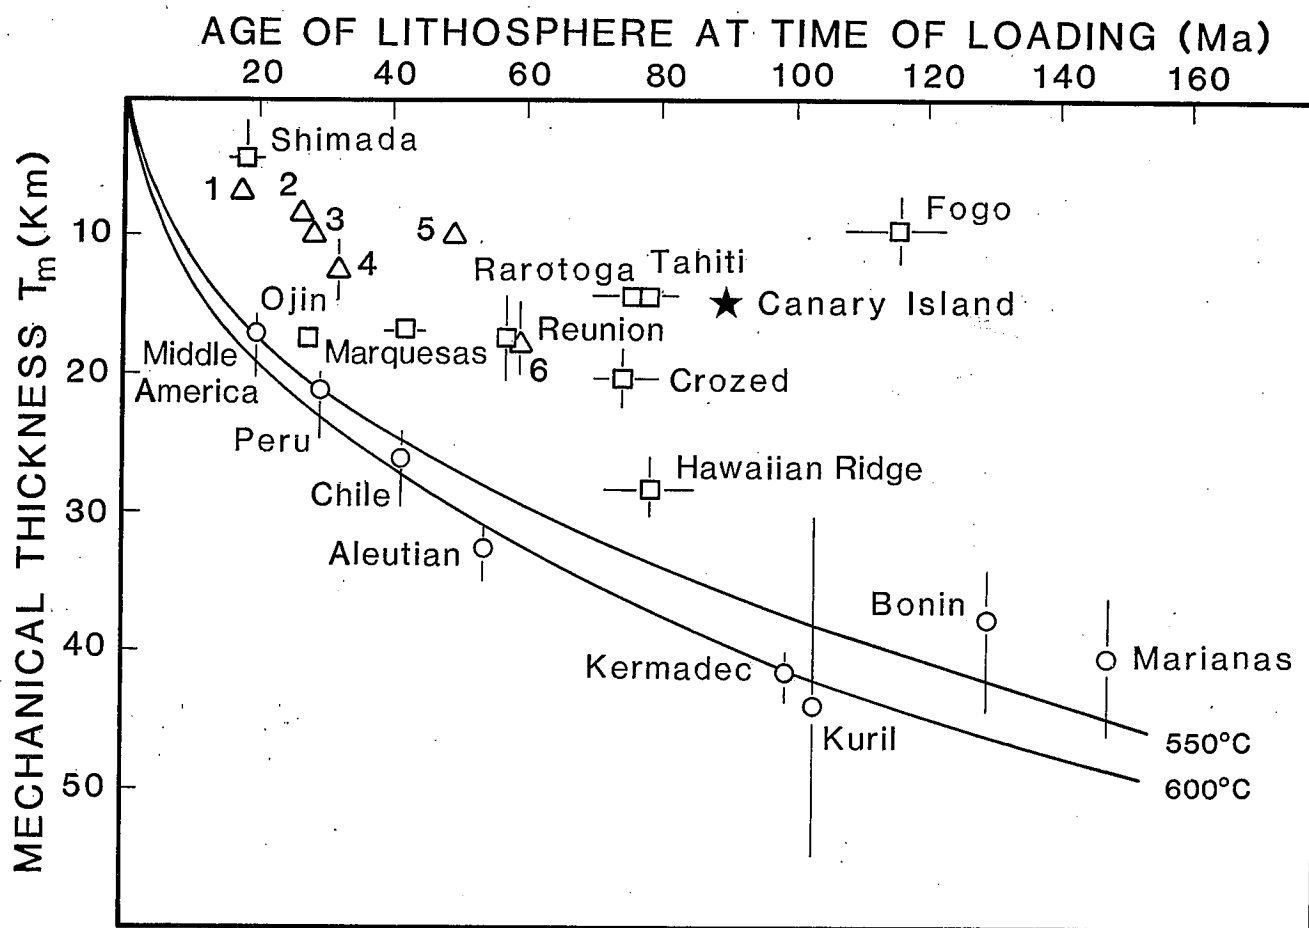 AGE OF LITHOSPHERE AT TIME OF LOADING (Ma)
20 40 60 80 100 120 140 160
MECHANICAL THICKNESS Tm (Km)
10
20
30
40
50
Shimada
1
2
3
4
5
Fogo
Rarotoga
Tahiti
Canary Island
Ojin
Reunion
6
Marquesas
Middle
America
Crozed
Peru
Hawaiian Ridge
Chile
Aleutian
Bonin
Kermadec
Marianas
Kuril
550°C
600°C